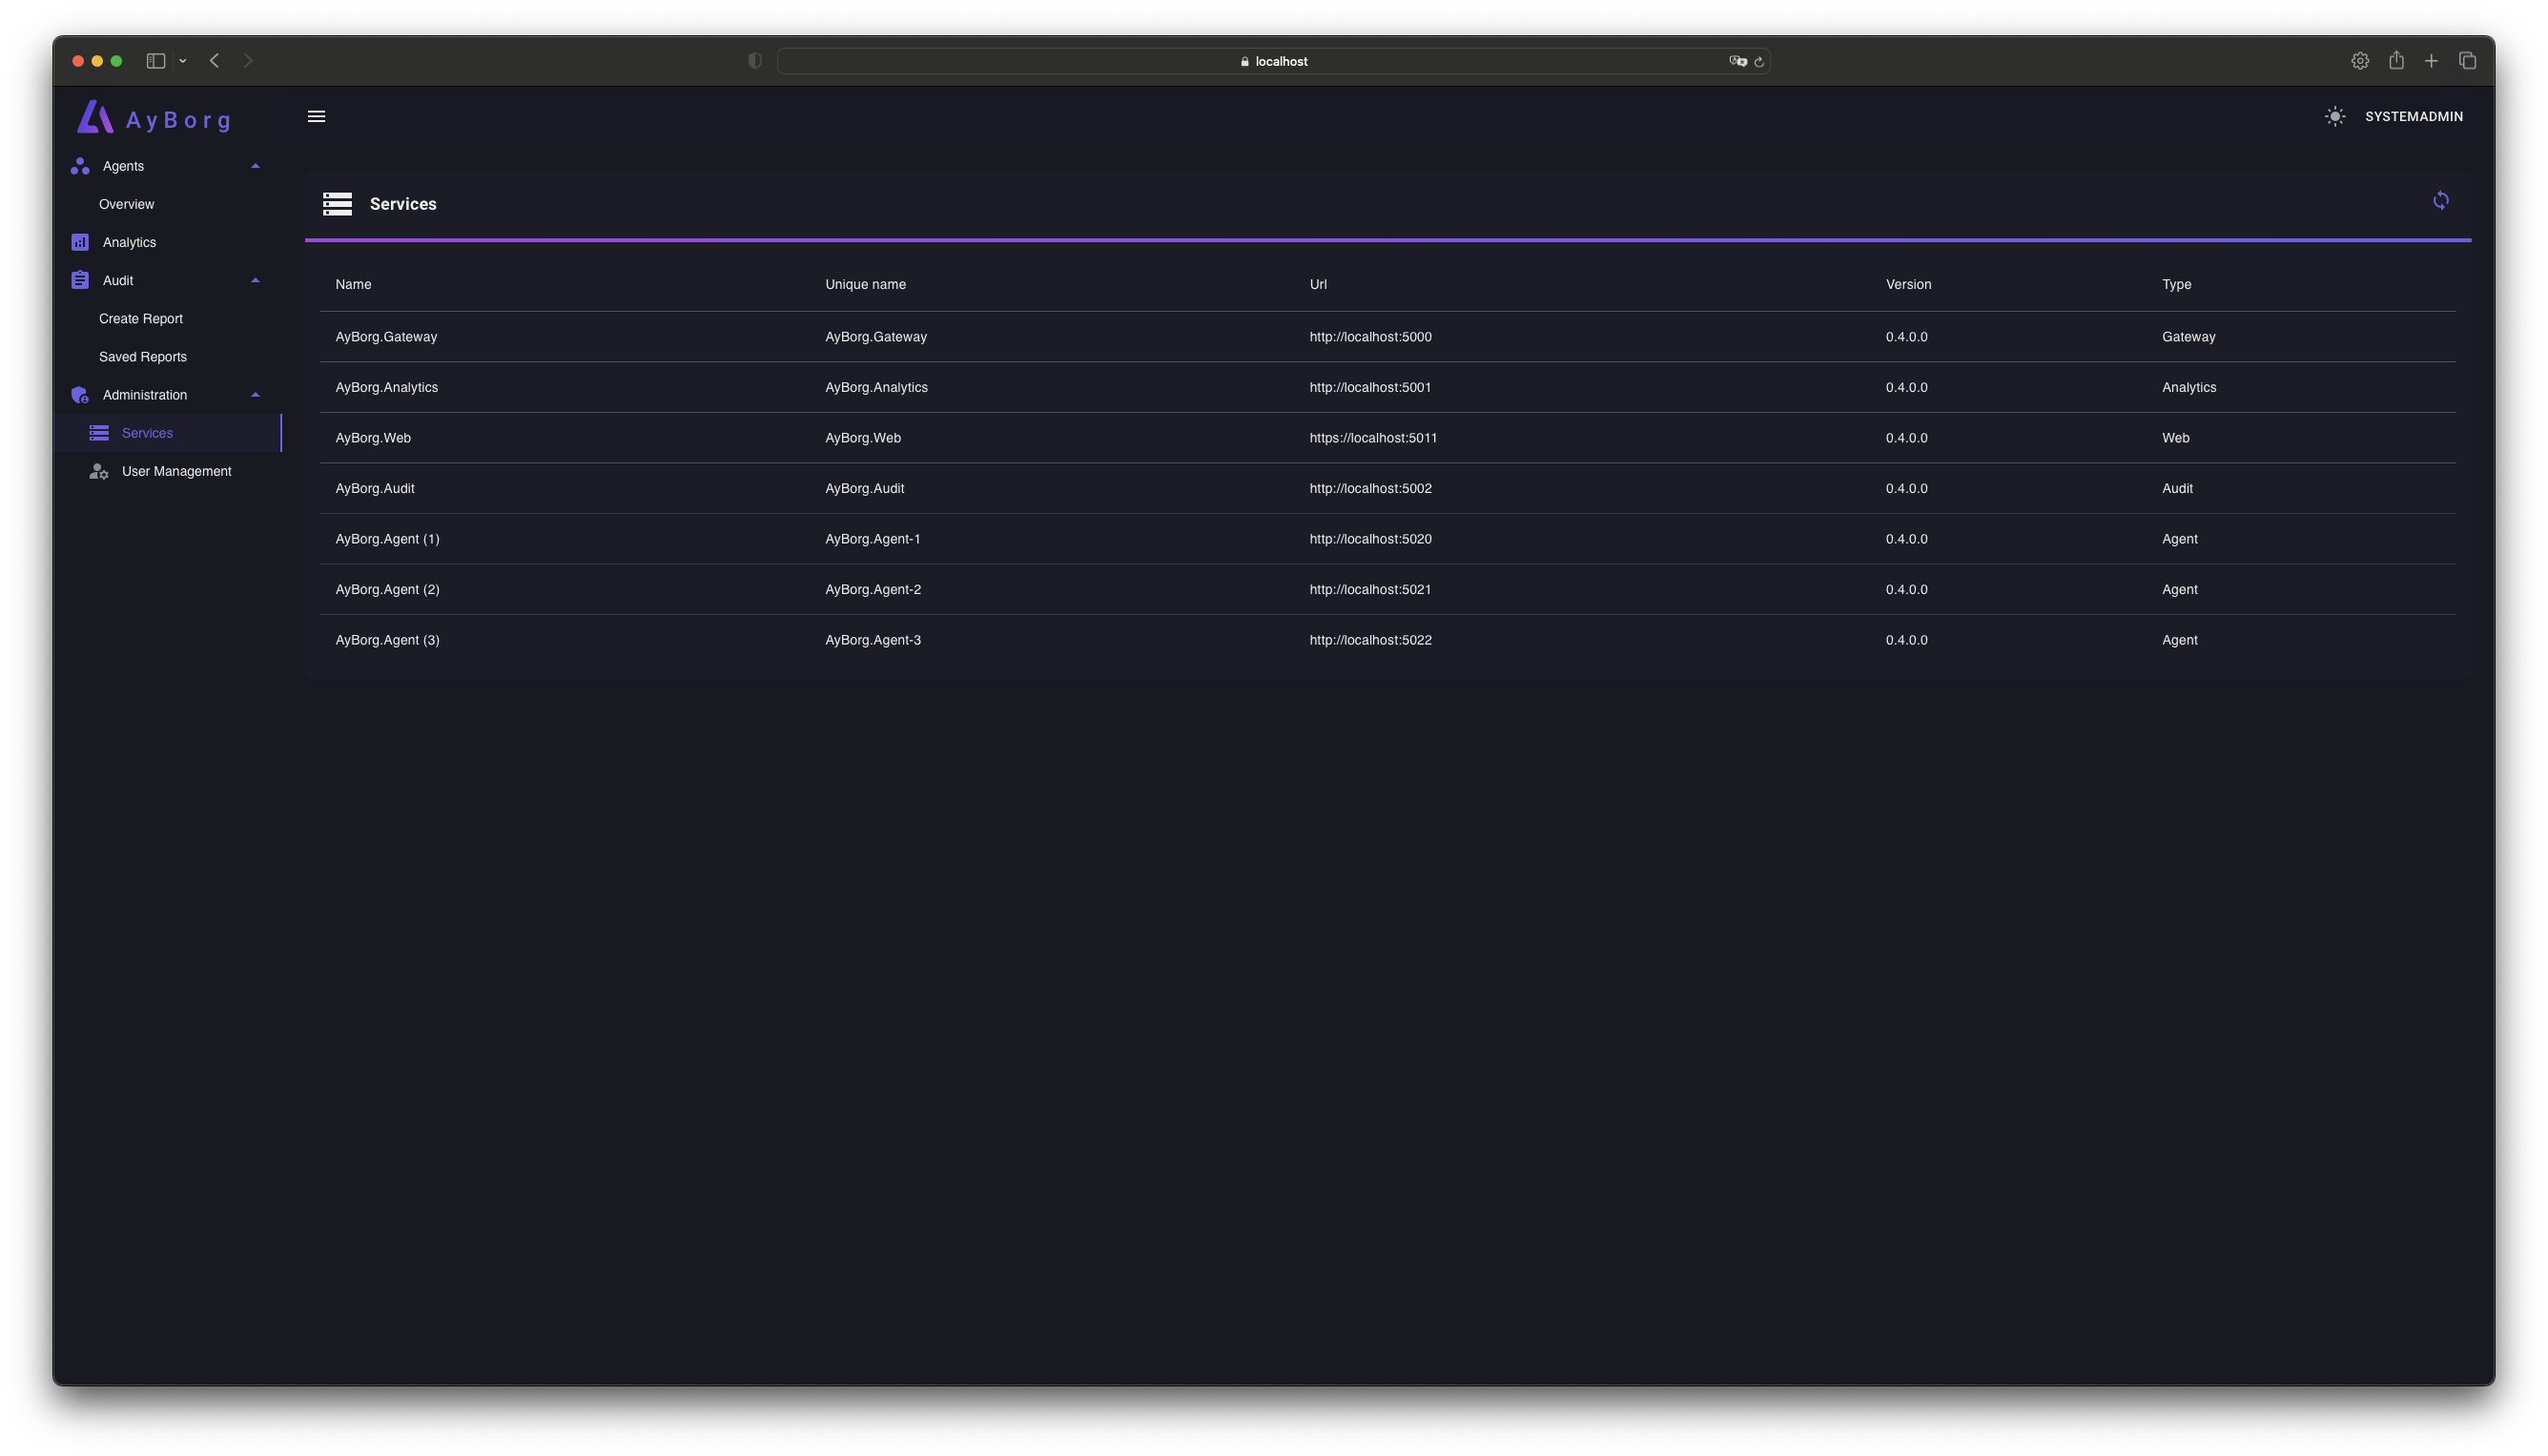 localhost
AyBorg
SYSTEMADMIN
Agents
Overview
Analytics
Audit
Create Report
Saved Reports
Administration
Services
User Management
Services
Name Unique name Url Version Type
AyBorg.Gateway AyBorg.Gateway http://localhost:5000 0.4.0.0 Gateway
AyBorg.Analytics AyBorg.Analytics http://localhost:5001 0.4.0.0 Analytics
AyBorg.Web AyBorg.Web https://localhost:5011 0.4.0.0 Web
AyBorg.Audit AyBorg.Audit http://localhost:5002 0.4.0.0 Audit
AyBorg.Agent (1) AyBorg.Agent-1 http://localhost:5020 0.4.0.0 Agent
AyBorg.Agent (2) AyBorg.Agent-2 http://localhost:5021 0.4.0.0 Agent
AyBorg.Agent (3) AyBorg.Agent-3 http://localhost:5022 0.4.0.0 Agent